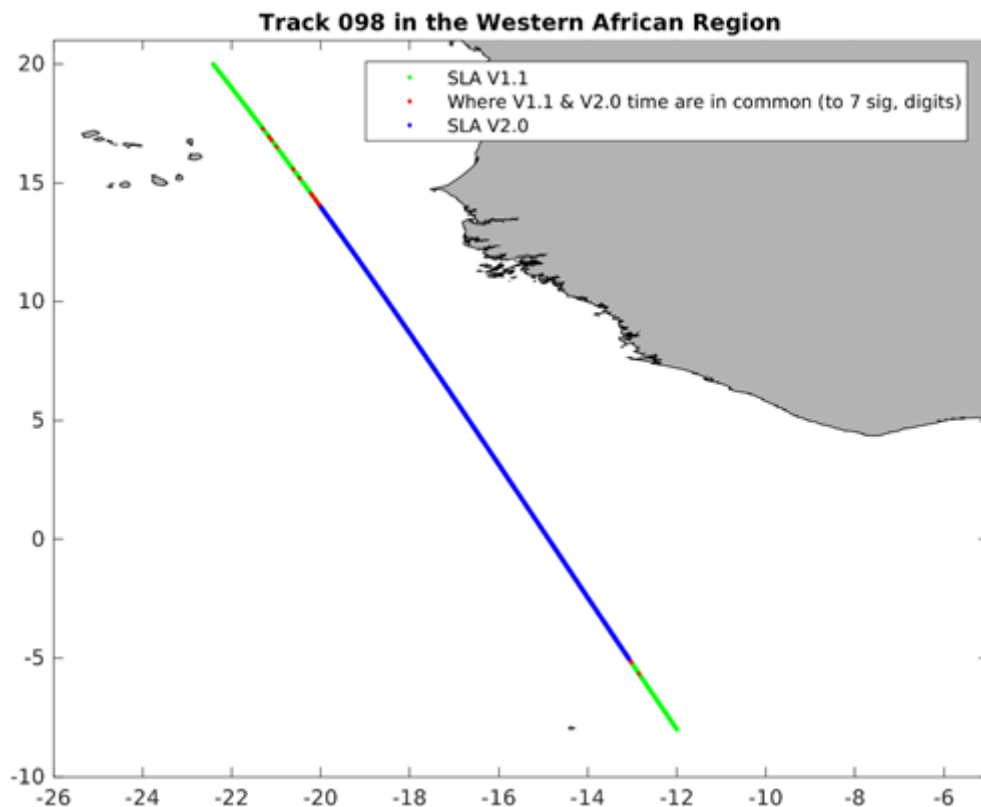 Track 098 in the Western African Region
SLA V1.1
Where V1.1 & V2.0 time are in common (to 7 sig, digits)
SLA V2.0
20
15
10
5
0
-5
-10
-26 -24 -22 -20 -18 -16 -14 -12 -10 -8 -6